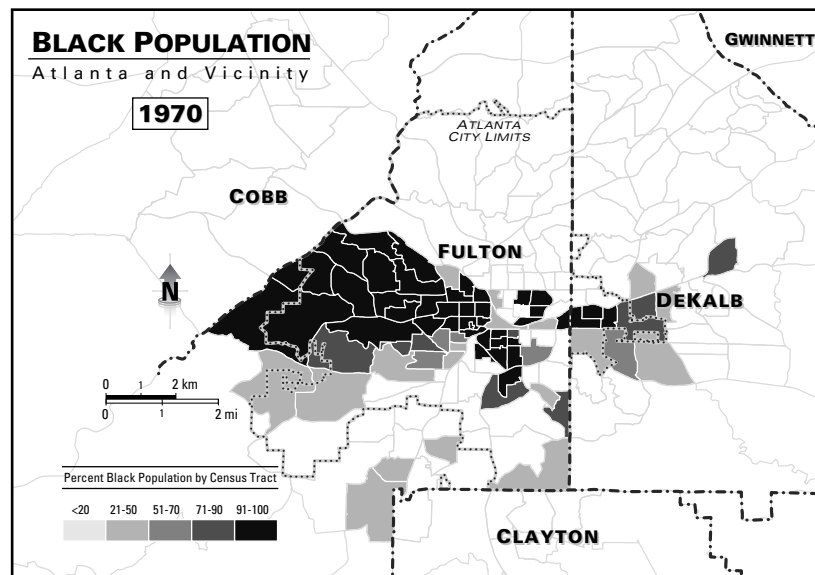 BLACK POPULATION
Atlanta and Vicinity
1970
GWINNETT
ATLANTA
CITY LIMITS
COBB
FULTON
N
DEKALB
0 1 2 km
0 1 2 mi
Percent Black Population by Census Tract
<20 21-50 51-70 71-90 91-100
CLAYTON